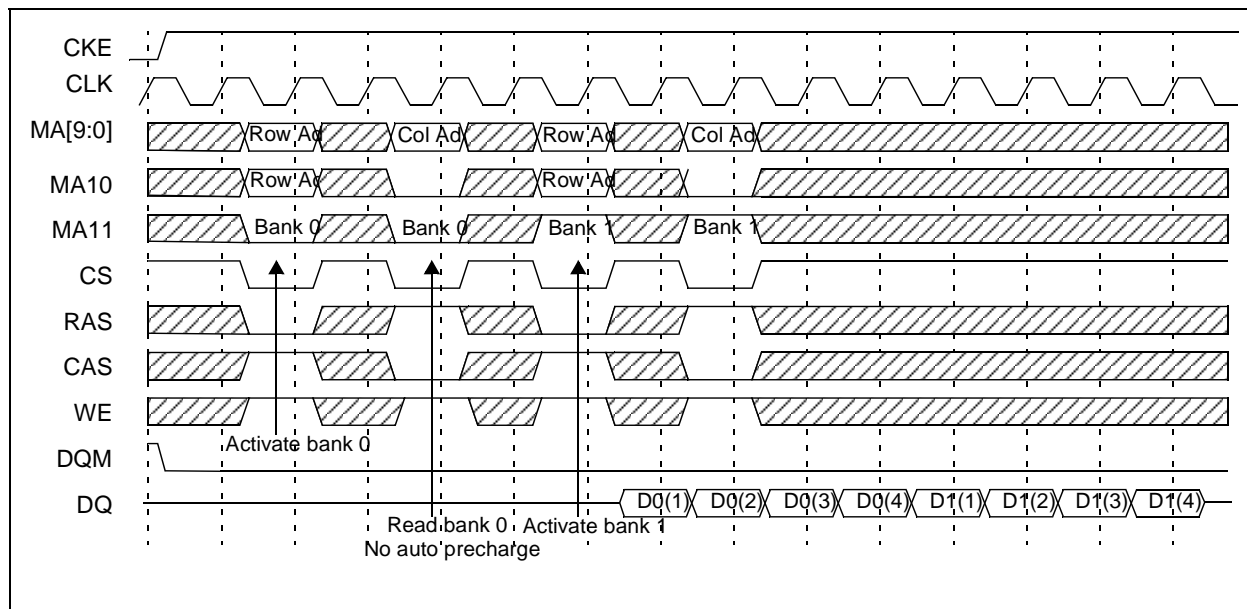 CKE
CLK
MA[9:0] Row Ad Col Ad Row Ad Col Ad
MA10 Row Ad Row Ad
MA11 Bank 0 Bank 0 Bank 1 Bank 1
CS
RAS
CAS
WE
Activate bank 0
DQM
DQ D0(1) D0(2) D0(3) D0(4) D1(1) D1(2) D1(3) D1(4)
Read bank 0 Activate bank 1
No auto precharge